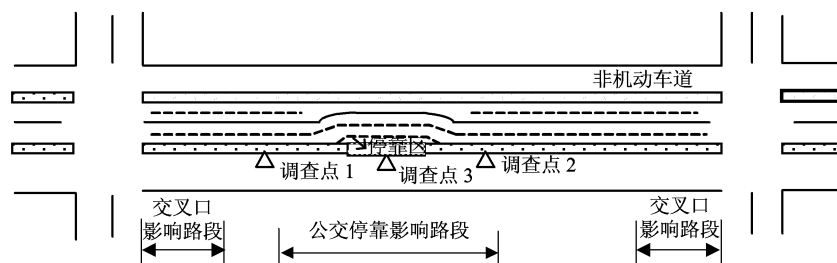 非机动车道
停靠区
调查点 1
调查点 3
调查点 2
交叉口
影响路段
公交停靠影响路段
交叉口
影响路段